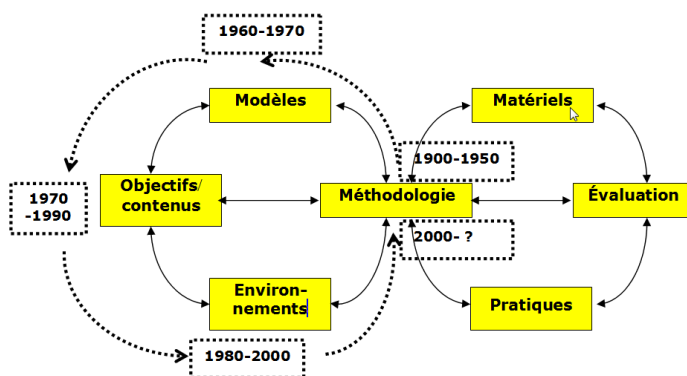 1960-1970
Modèles
Matériels
1900-1950
1970
-1990
Objectifs/
contenus
Méthodologie
Évaluation
2000- ?
Environ-
nements
Pratiques
1980-2000